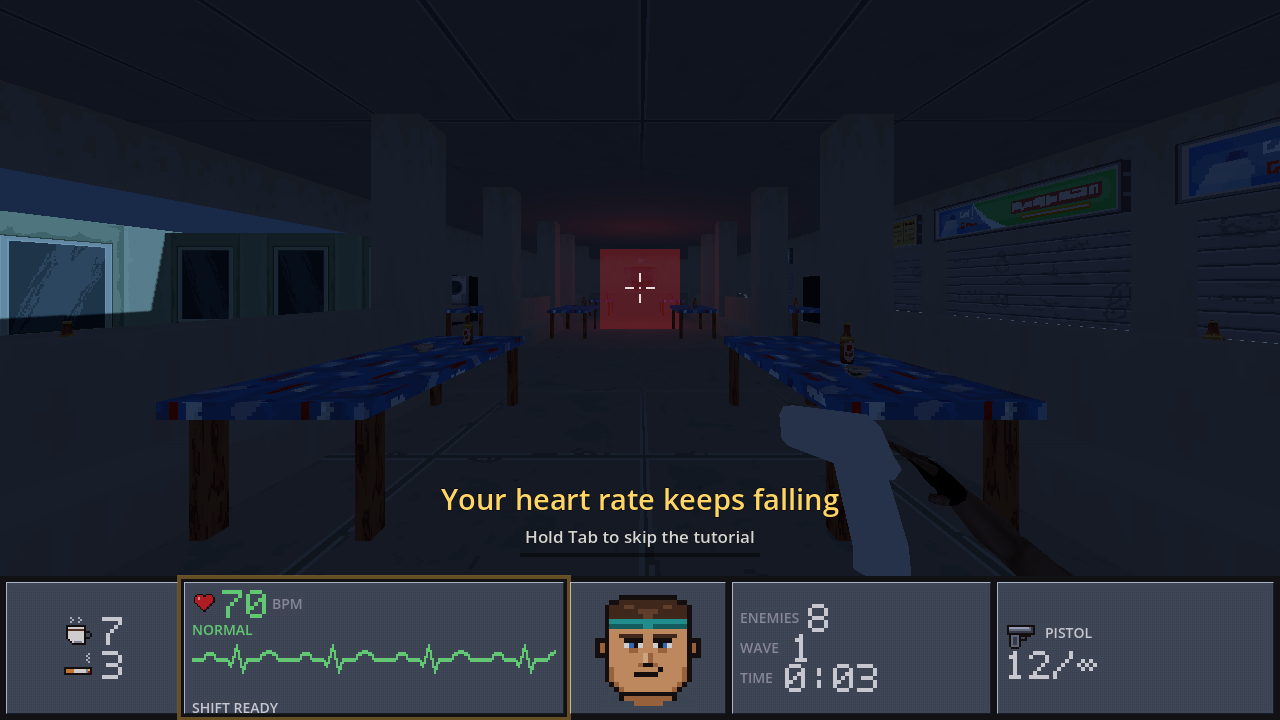 Your heart rate keeps falling
Hold Tab to skip the tutorial
7
3
70 BPM
NORMAL
SHIFT READY
ENEMIES 8
WAVE 1
TIME 0:03
PISTOL
12/∞